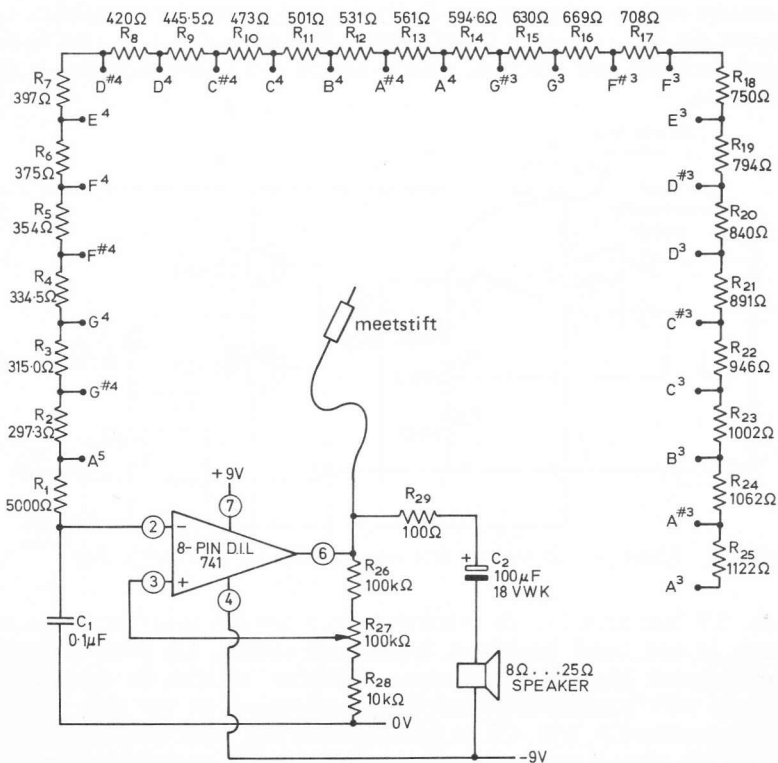 420Ω 445·5Ω 473Ω 501Ω 531Ω 561Ω 594·6Ω 630Ω 669Ω 708Ω
R8 R9 R10 R11 R12 R13 R14 R15 R16 R17
D#4 D4 C#4 C4 B4 A#4 A4 G#3 G3 F#3 F3
R7
397Ω
E4
R6
375Ω
F4
R5
354Ω
F#4
R4
334·5Ω
G4
R3
315·0Ω
G#4
R2
297·3Ω
A5
R1
5000Ω
R18
750Ω
E3
R19
794Ω
D#3
R20
840Ω
D3
R21
891Ω
C#3
R22
946Ω
C3
R23
1002Ω
B3
R24
1062Ω
A#3
R25
1122Ω
A3
meetstift
+9V
7
2
−
8-PIN D.I.L
741
6
3
+
4
C1
0·1μF
R26
100kΩ
R27
100kΩ
R28
10kΩ
0V
R29
100Ω
+
C2
100μF
18 VWK
8Ω...25Ω
SPEAKER
−9V